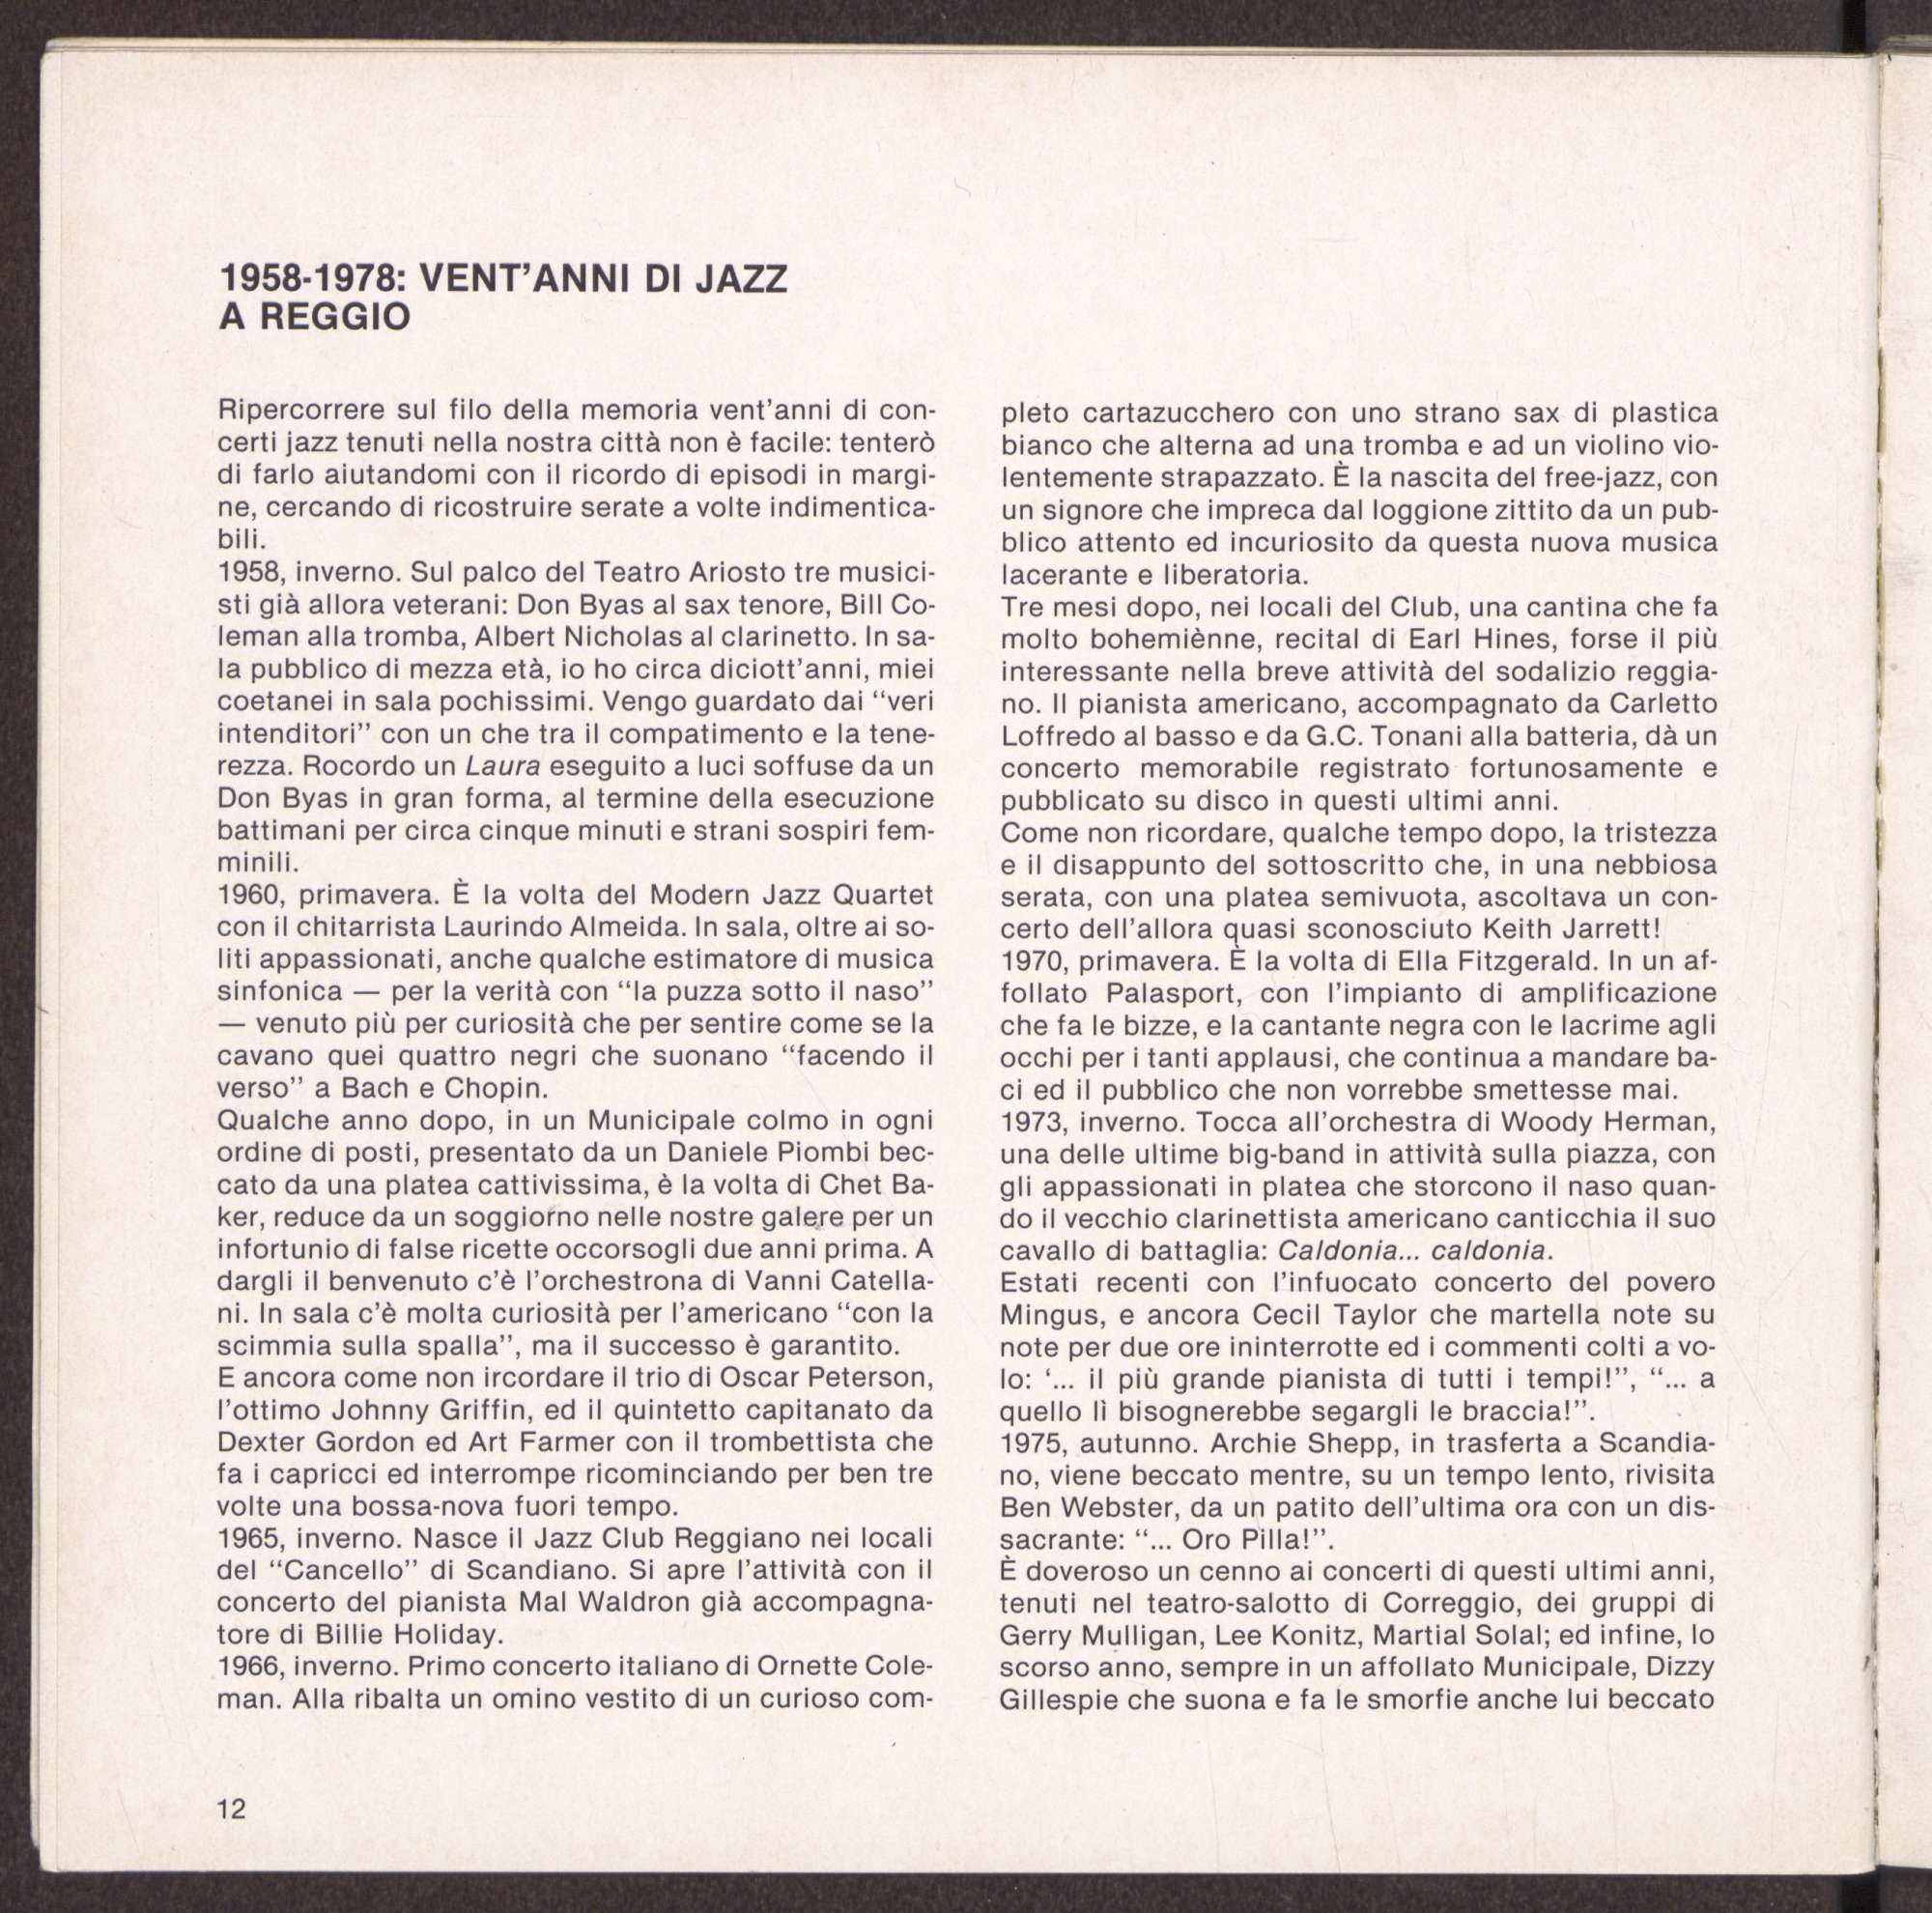 1958-1978: VENT'ANNI DI JAZZ
A REGGIO
Ripercorrere sul filo della memoria vent'anni di con-
certi jazz tenuti nella nostra città non è facile: tenterò
di farlo aiutandomi con il ricordo di episodi in margi-
ne, cercando di ricostruire serate a volte indimentica-
bili.
1958, inverno. Sul palco del Teatro Ariosto tre musici-
sti già allora veterani: Don Byas al sax tenore, Bill Co-
leman alla tromba, Albert Nicholas al clarinetto. In sa-
la pubblico di mezza età, io ho circa diciott'anni, miei
coetanei in sala pochissimi. Vengo guardato dai “veri
intenditori” con un che tra il compatimento e la tene-
rezza. Rocordo un Laura eseguito a luci soffuse da un
Don Byas in gran forma, al termine della esecuzione
battimani per circa cinque minuti e strani sospiri fem-
minili.
1960, primavera. È la volta del Modern Jazz Quartet
con il chitarrista Laurindo Almeida. In sala, oltre ai so-
liti appassionati, anche qualche estimatore di musica
sinfonica — per la verità con “la puzza sotto il naso”
— venuto più per curiosità che per sentire come se la
cavano quei quattro negri che suonano “facendo il
verso” a Bach e Chopin.
Qualche anno dopo, in un Municipale colmo in ogni
ordine di posti, presentato da un Daniele Piombi bec-
cato da una platea cattivissima, è la volta di Chet Ba-
ker, reduce da un soggiorno nelle nostre galere per un
infortunio di false ricette occorsogli due anni prima. A
dargli il benvenuto c'è l'orchestrona di Vanni Catella-
ni. In sala c'è molta curiosità per l'americano “con la
scimmia sulla spalla”, ma il successo è garantito.
E ancora come non ircordare il trio di Oscar Peterson,
l'ottimo Johnny Griffin, ed il quintetto capitanato da
Dexter Gordon ed Art Farmer con il trombettista che
fa i capricci ed interrompe ricominciando per ben tre
volte una bossa-nova fuori tempo.
1965, inverno. Nasce il Jazz Club Reggiano nei locali
del “Cancello” di Scandiano. Si apre l'attività con il
concerto del pianista Mal Waldron già accompagna-
tore di Billie Holiday.
1966, inverno. Primo concerto italiano di Ornette Cole-
man. Alla ribalta un omino vestito di un curioso com-
pleto cartazucchero con uno strano sax di plastica
bianco che alterna ad una tromba e ad un violino vio-
lentemente strapazzato. È la nascita del free-jazz, con
un signore che impreca dal loggione zittito da un pub-
blico attento ed incuriosito da questa nuova musica
lacerante e liberatoria.
Tre mesi dopo, nei locali del Club, una cantina che fa
molto bohemiènne, recital di Earl Hines, forse il più
interessante nella breve attività del sodalizio reggia-
no. Il pianista americano, accompagnato da Carletto
Loffredo al basso e da G.C. Tonani alla batteria, dà un
concerto memorabile registrato fortunosamente e
pubblicato su disco in questi ultimi anni.
Come non ricordare, qualche tempo dopo, la tristezza
e il disappunto del sottoscritto che, in una nebbiosa
serata, con una platea semivuota, ascoltava un con-
certo dell'allora quasi sconosciuto Keith Jarrett!
1970, primavera. È la volta di Ella Fitzgerald. In un af-
follato Palasport, con l'impianto di amplificazione
che fa le bizze, e la cantante negra con le lacrime agli
occhi per i tanti applausi, che continua a mandare ba-
ci ed il pubblico che non vorrebbe smettesse mai.
1973, inverno. Tocca all'orchestra di Woody Herman,
una delle ultime big-band in attività sulla piazza, con
gli appassionati in platea che storcono il naso quan-
do il vecchio clarinettista americano canticchia il suo
cavallo di battaglia: Caldonia... caldonia.
Estati recenti con l'infuocato concerto del povero
Mingus, e ancora Cecil Taylor che martella note su
note per due ore ininterrotte ed i commenti colti a vo-
lo: ‘... il più grande pianista di tutti i tempi!”, “... a
quello lì bisognerebbe segargli le braccia!”.
1975, autunno. Archie Shepp, in trasferta a Scandia-
no, viene beccato mentre, su un tempo lento, rivisita
Ben Webster, da un patito dell'ultima ora con un dis-
sacrante: “... Oro Pilla!”.
È doveroso un cenno ai concerti di questi ultimi anni,
tenuti nel teatro-salotto di Correggio, dei gruppi di
Gerry Mulligan, Lee Konitz, Martial Solal; ed infine, lo
scorso anno, sempre in un affollato Municipale, Dizzy
Gillespie che suona e fa le smorfie anche lui beccato
12